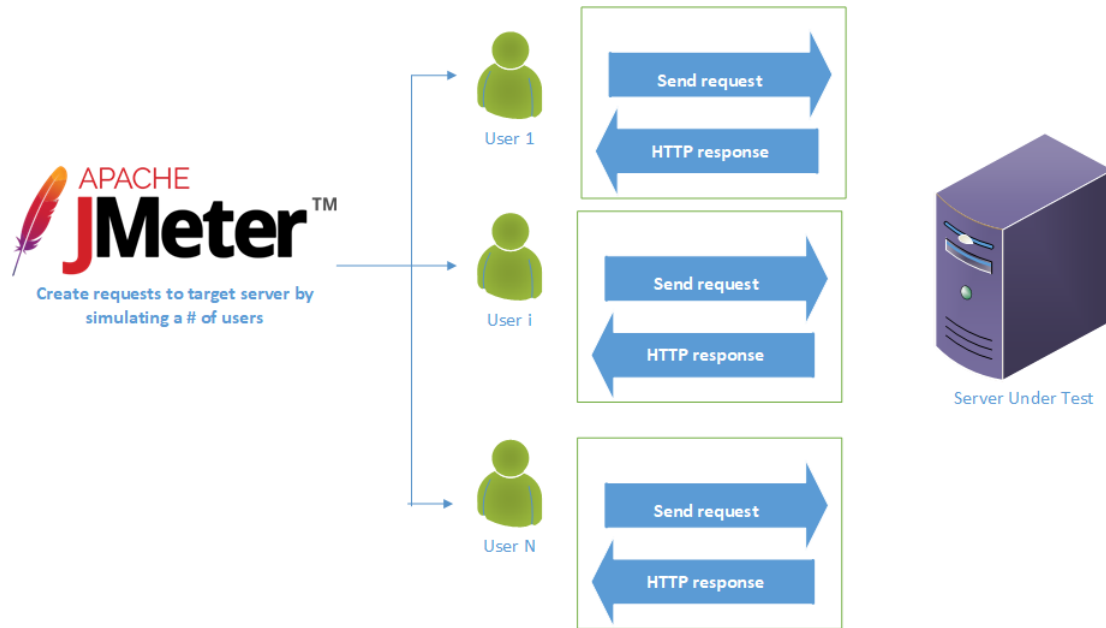 APACHE
JMeter™
Create requests to target server by
simulating a # of users
User 1
Send request
HTTP response
User i
Send request
HTTP response
User N
Send request
HTTP response
Server Under Test